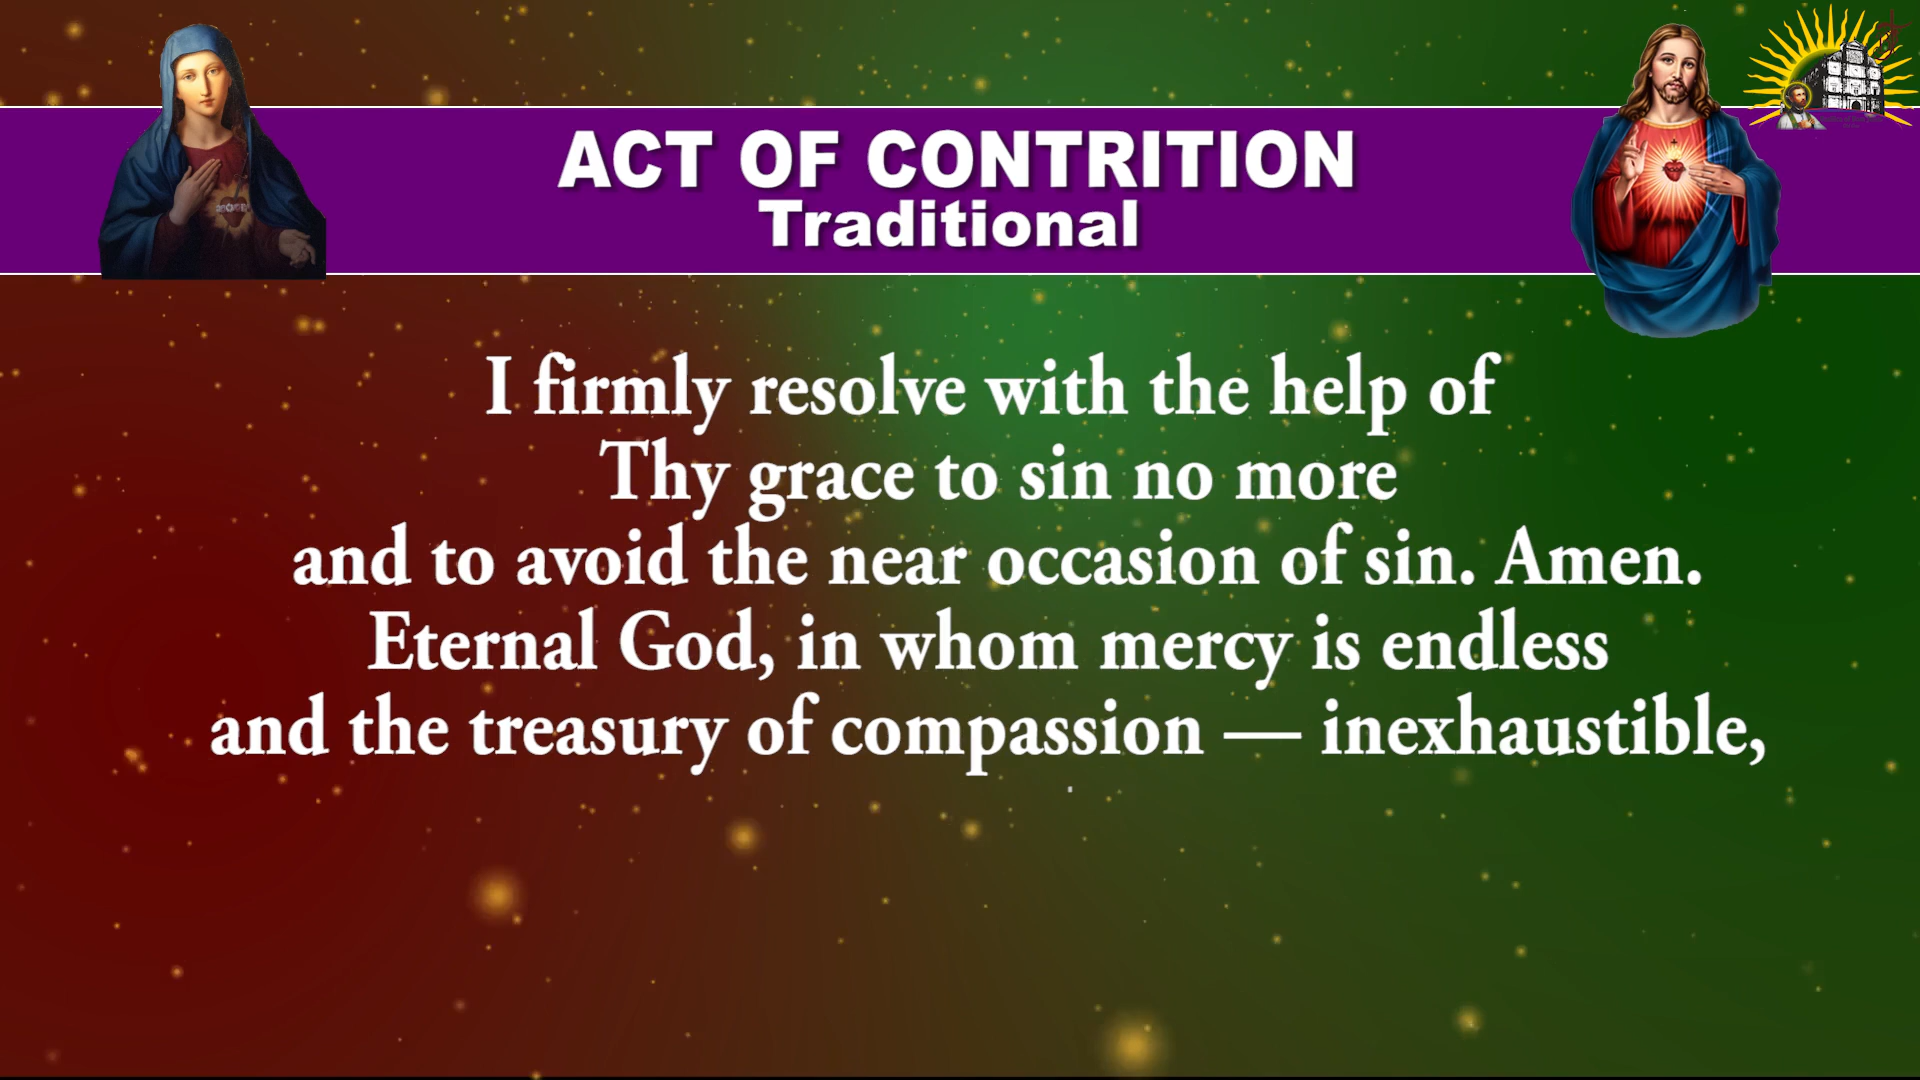 ACT OF CONTRITION
Traditional
I firmly resolve with the help of
Thy grace to sin no more
and to avoid the near occasion of sin. Amen.
Eternal God, in whom mercy is endless
and the treasury of compassion — inexhaustible,